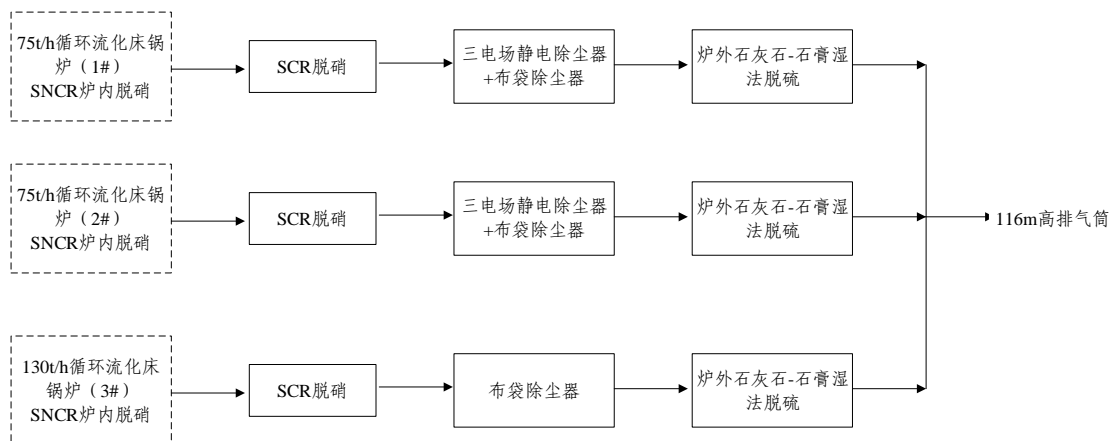 75t/h循环流化床锅
炉（1#）
SNCR炉内脱硝
SCR脱硝
三电场静电除尘器
+布袋除尘器
炉外石灰石-石膏湿
法脱硫
75t/h循环流化床锅
炉（2#）
SNCR炉内脱硝
SCR脱硝
三电场静电除尘器
+布袋除尘器
炉外石灰石-石膏湿
法脱硫
116m高排气筒
130t/h循环流化床
锅炉（3#）
SNCR炉内脱硝
SCR脱硝
布袋除尘器
炉外石灰石-石膏湿
法脱硫